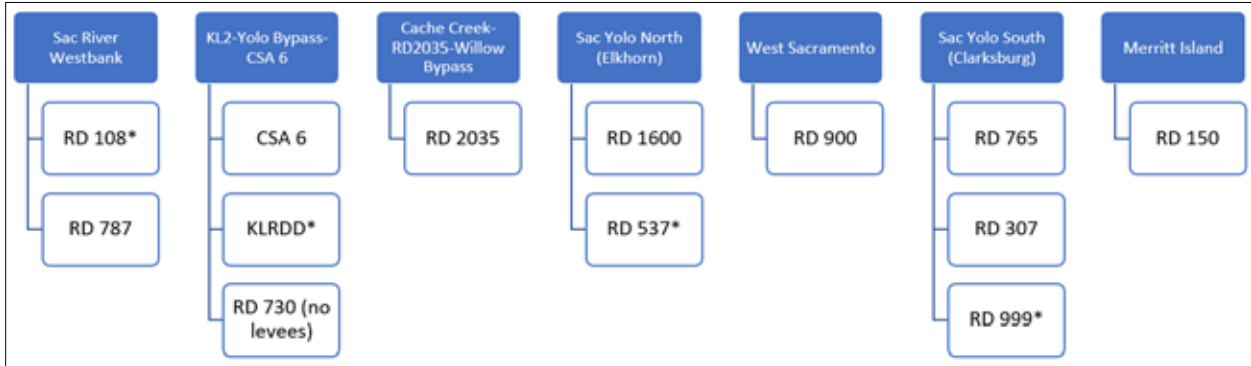 Sac River
Westbank
RD 108*
RD 787
KL2-Yolo Bypass-
CSA 6
CSA 6
KLRDD*
RD 730 (no
levees)
Cache Creek-
RD2035-Willow
Bypass
RD 2035
Sac Yolo North
(Elkhorn)
RD 1600
RD 537*
West Sacramento
RD 900
Sac Yolo South
(Clarksburg)
RD 765
RD 307
RD 999*
Merritt Island
RD 150